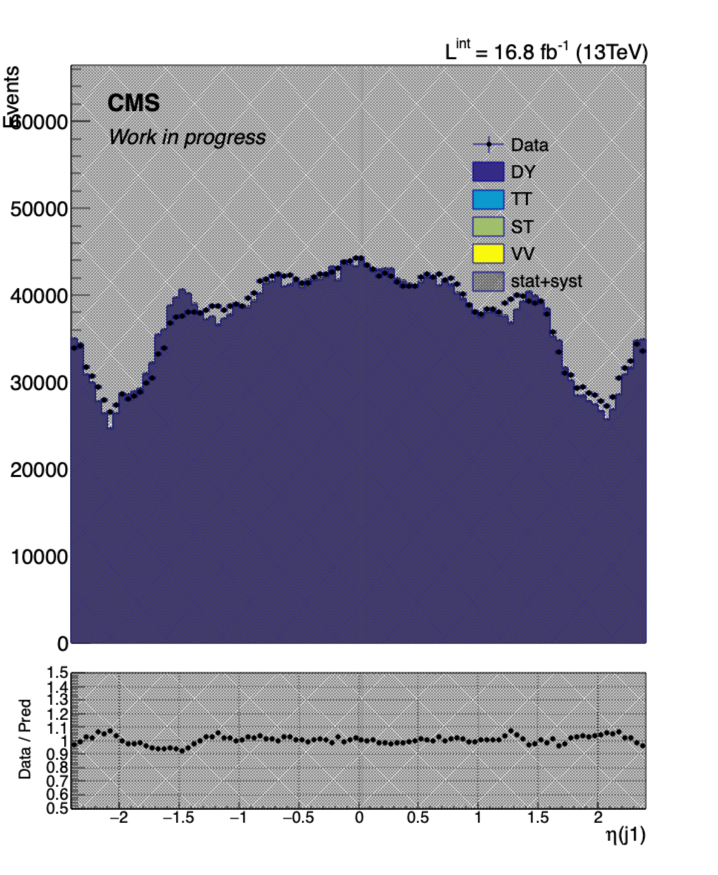 L^int = 16.8 fb^-1 (13TeV)
Events
CMS
Work in progress
Data
DY
TT
ST
VV
stat+syst
60000
50000
40000
30000
20000
10000
0
Data / Pred
1.5
1.4
1.3
1.2
1.1
1
0.9
0.8
0.7
0.6
0.5
−2 −1.5 −1 −0.5 0 0.5 1 1.5 2
η(j1)